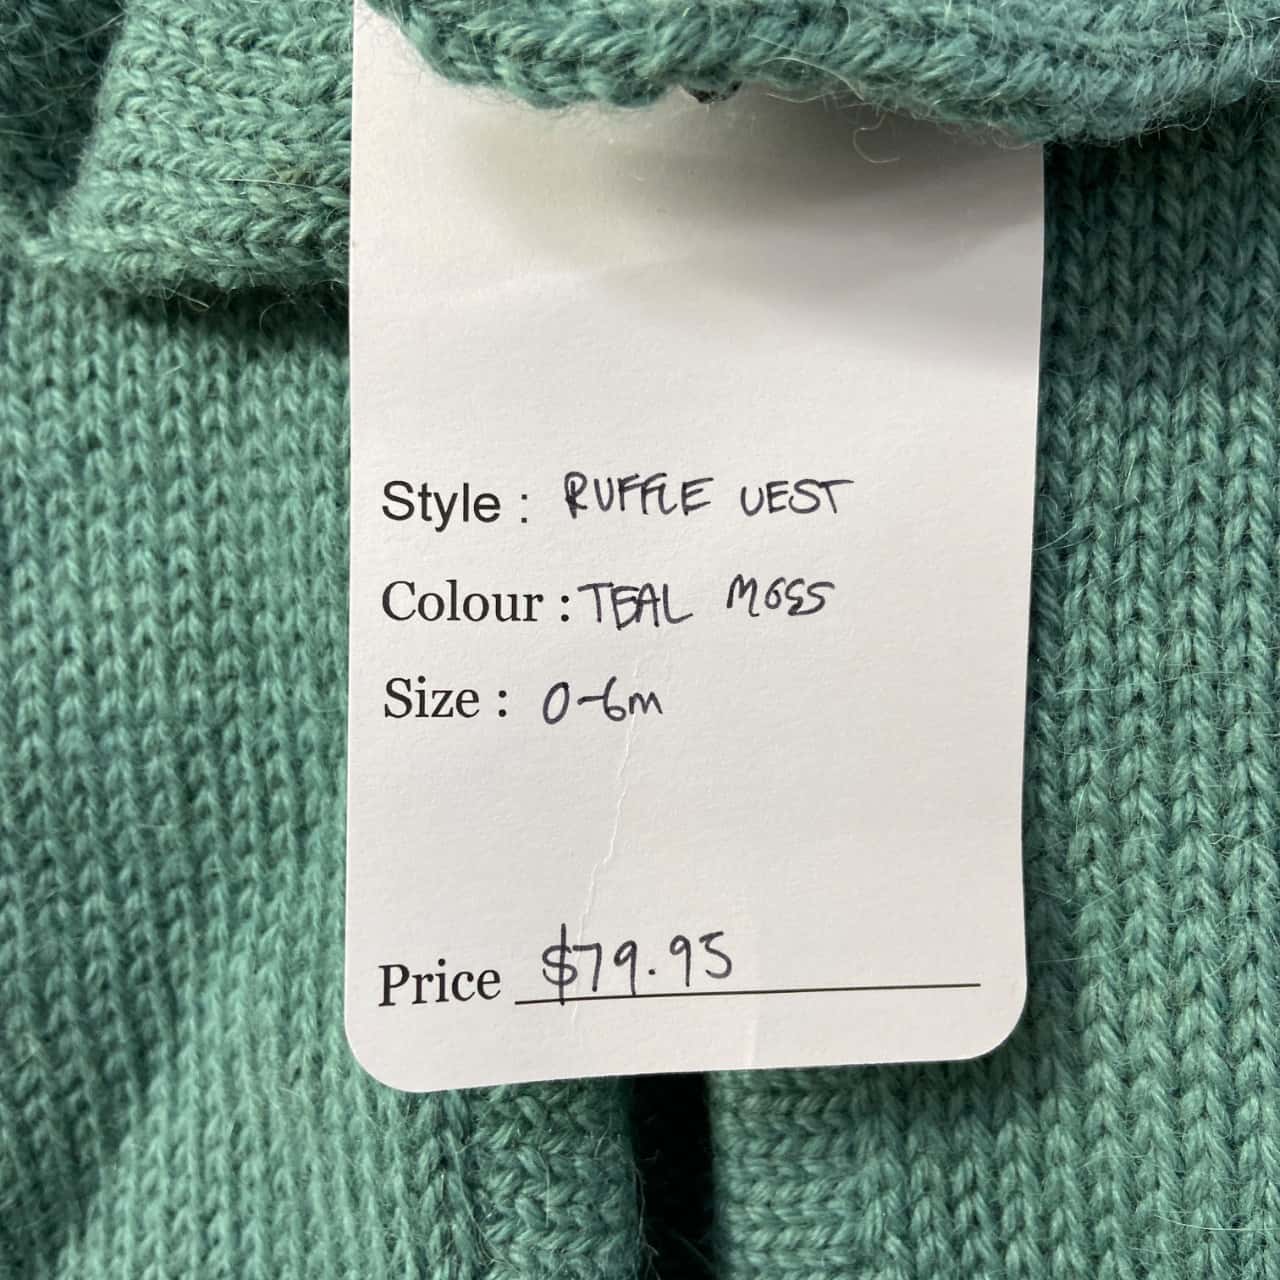 Style : RUFFLE VEST
Colour : TEAL MOSS
Size : 0-6m
Price $79.95